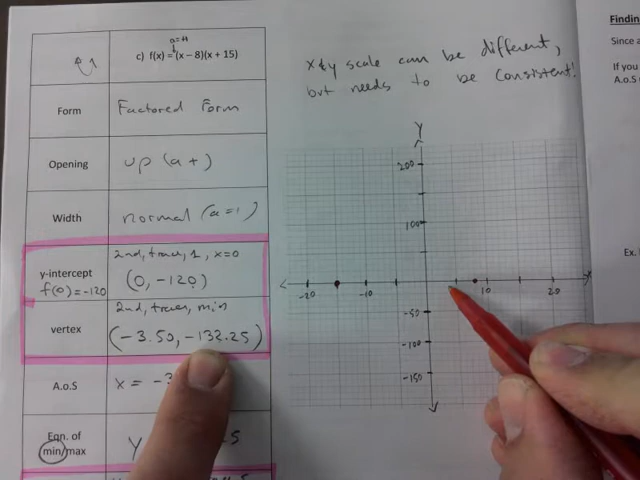 a=+1
c) f(x) = (x – 8)(x + 15)
Form
Factored Form
Opening
up (a +)
Width
normal (a=1)
y-intercept
f(0) = -120
2nd, trace, 1, x=0
(0, -120)
vertex
2nd, trace, min
(-3.50, -132.25)
A.o.S
x = -3
Eqn. of
min/max
y
5
x & y scale can be different,
but needs to be consistent!
y
200
100
-20
-10
10
20
x
-50
-100
-150
Finding
Since a
If you
A.o.S
Ex.